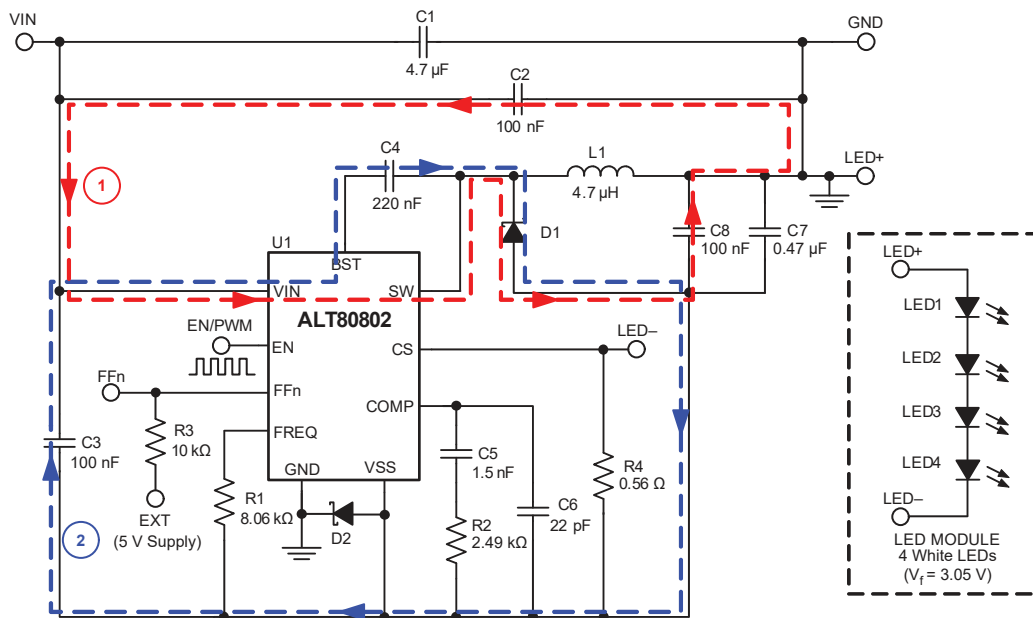 VIN
C1
4.7 µF
GND
C2
100 nF
1
C4
220 nF
L1
4.7 µH
LED+
D1
C8
100 nF
C7
0.47 µF
U1
BST
VIN
SW
ALT80802
EN/PWM
EN
CS
LED–
FFn
FFn
COMP
FREQ
R3
10 kΩ
C3
100 nF
EXT
(5 V Supply)
R1
8.06 kΩ
GND
VSS
D2
C5
1.5 nF
R2
2.49 kΩ
C6
22 pF
R4
0.56 Ω
2
LED+
LED1
LED2
LED3
LED4
LED–
LED MODULE
4 White LEDs
(Vf = 3.05 V)